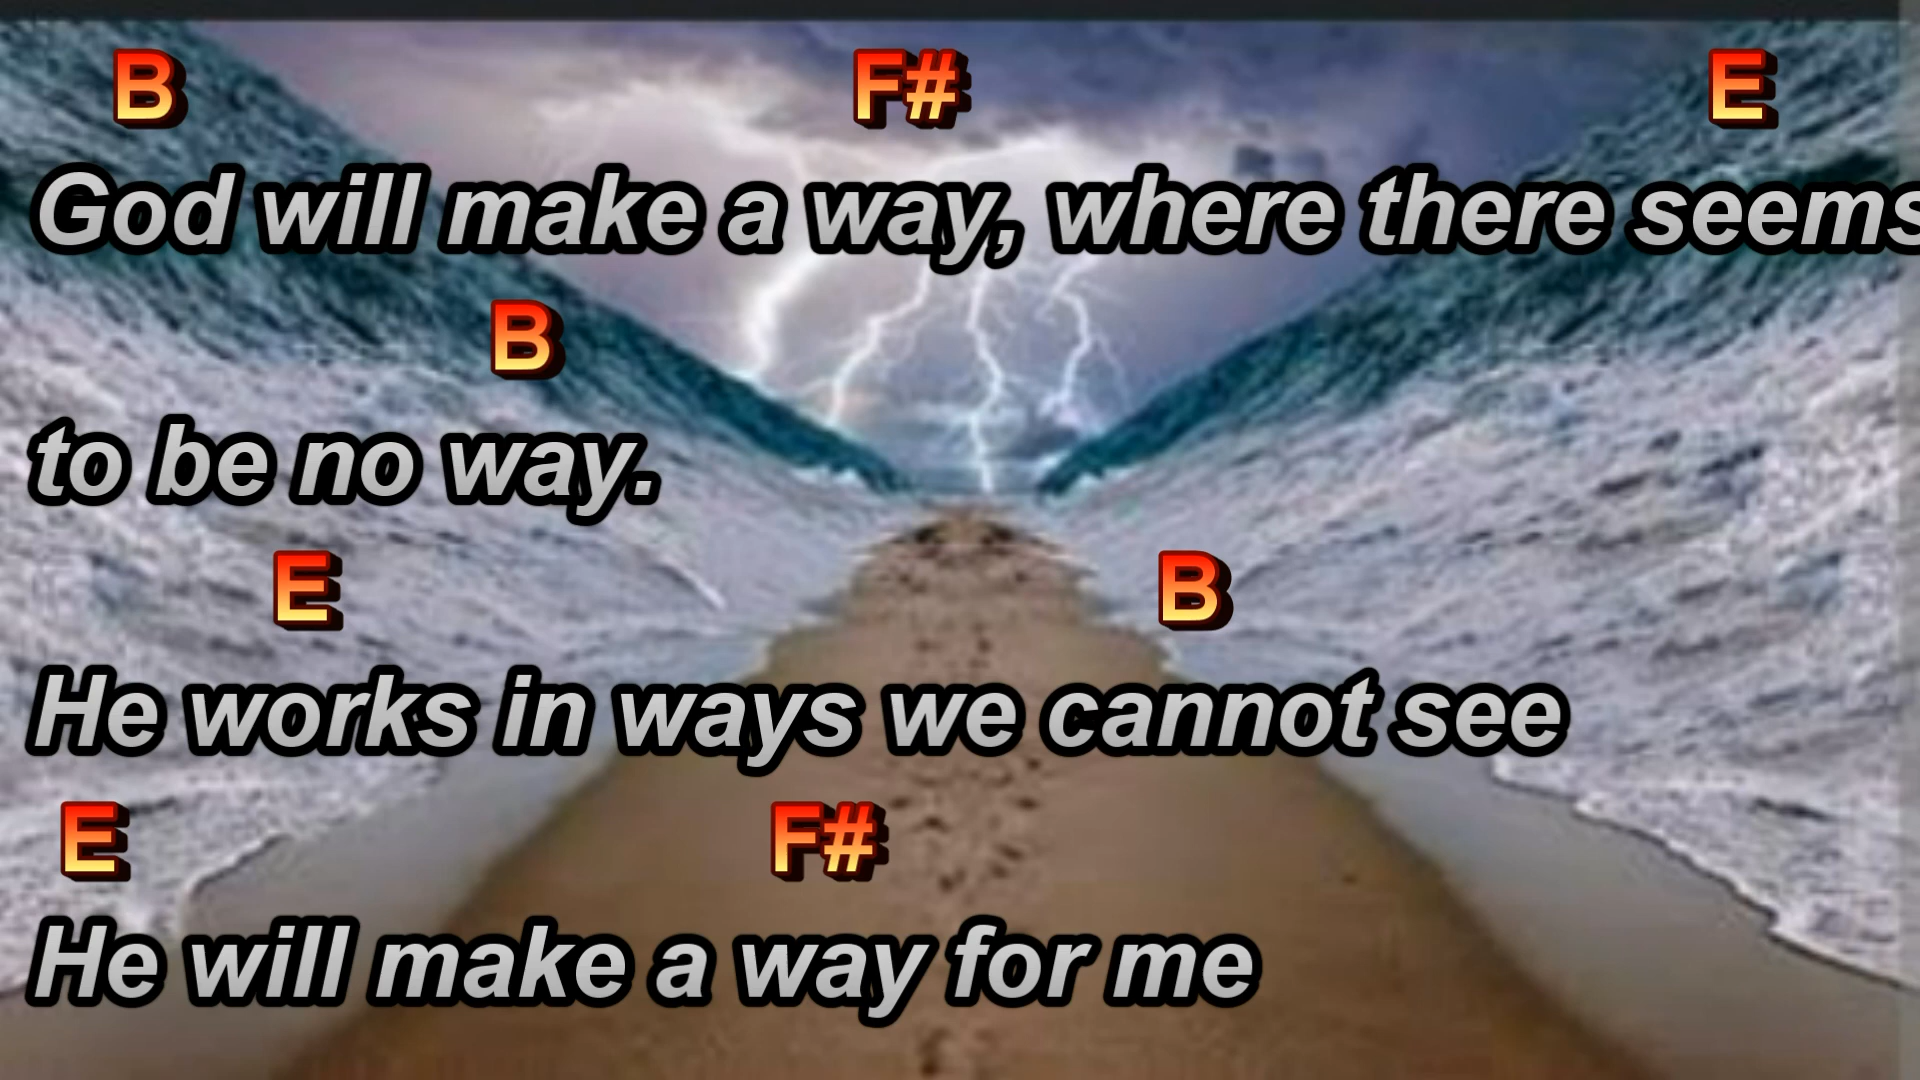 B F# E
God will make a way, where there seems
B
to be no way.
E B
He works in ways we cannot see
E F#
He will make a way for me